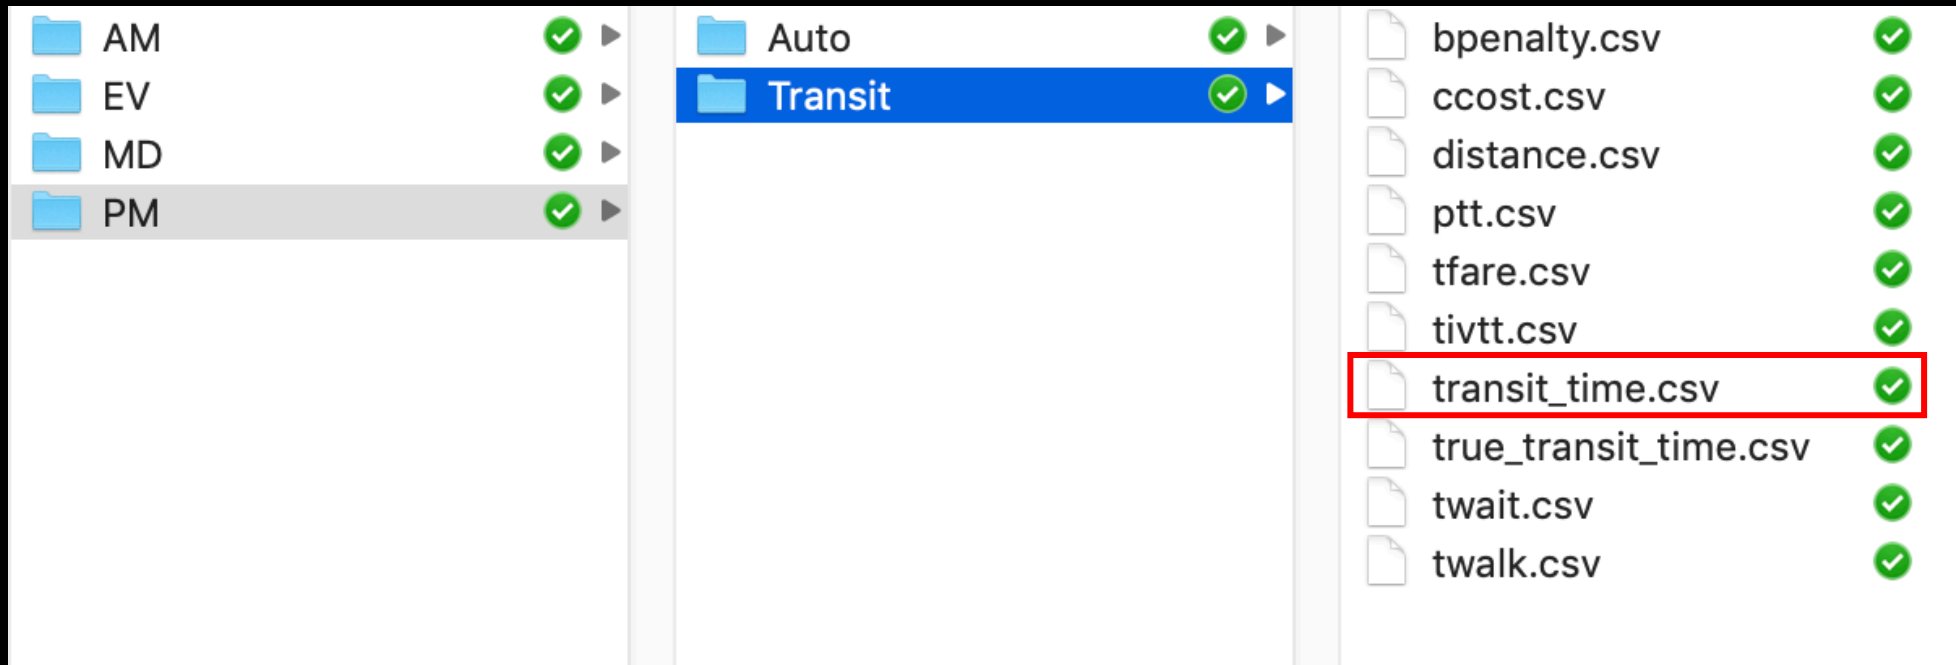 AM
EV
MD
PM
Auto
Transit
bpenalty.csv
ccost.csv
distance.csv
ptt.csv
tfare.csv
tivtt.csv
transit_time.csv
true_transit_time.csv
twait.csv
twalk.csv